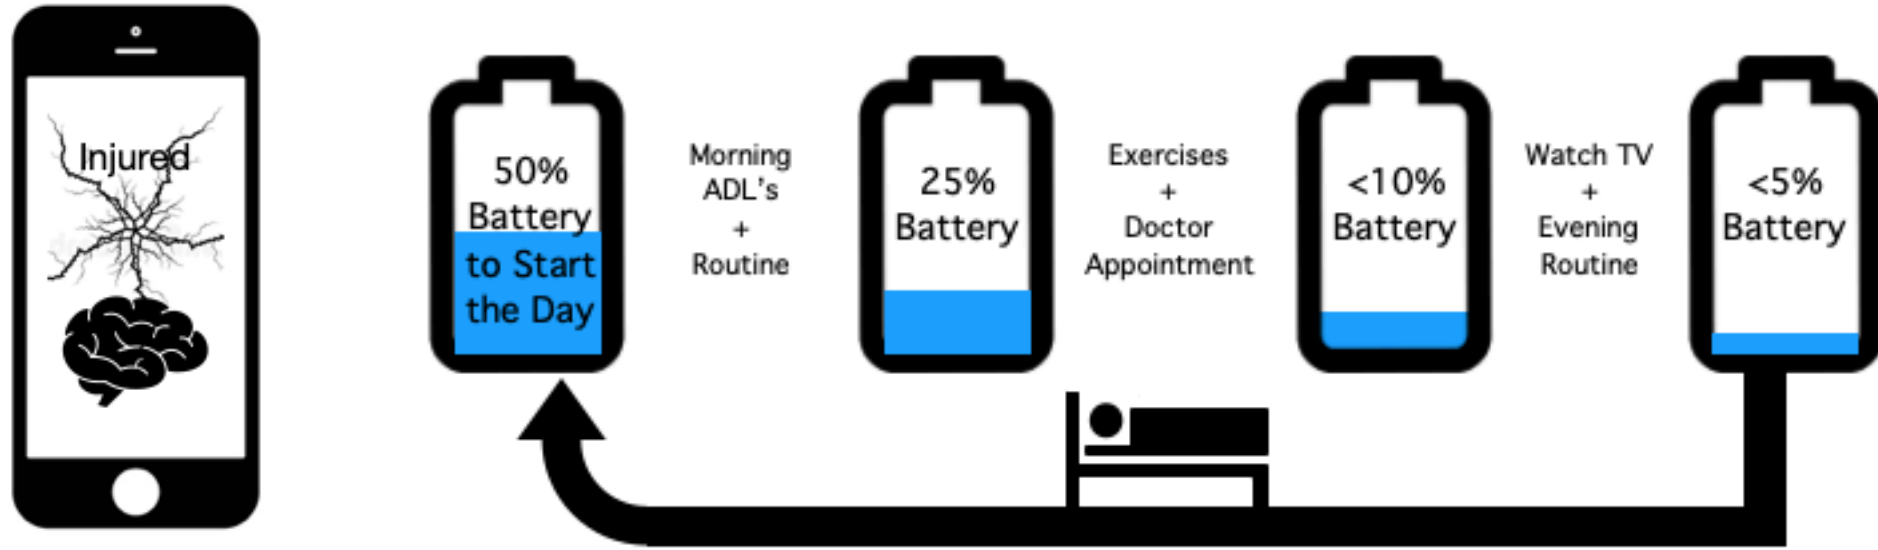 Injured
50%
Battery
to Start
the Day
Morning
ADL's
+
Routine
25%
Battery
Exercises
+
Doctor
Appointment
<10%
Battery
Watch TV
+
Evening
Routine
<5%
Battery